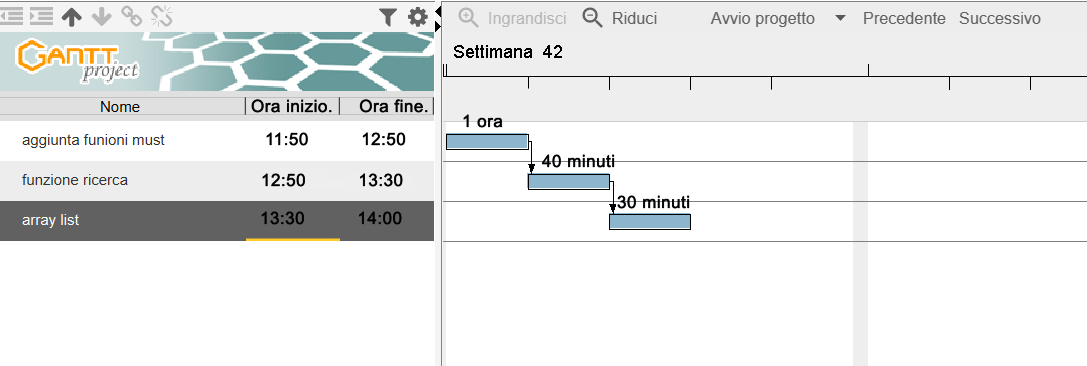 Ingrandisci Riduci Avvio progetto Precedente Successivo
GANTT
project
Settimana 42
Nome Ora inizio. Ora fine.
1 ora
aggiunta funioni must 11:50 12:50
40 minuti
funzione ricerca 12:50 13:30
30 minuti
array list 13:30 14:00